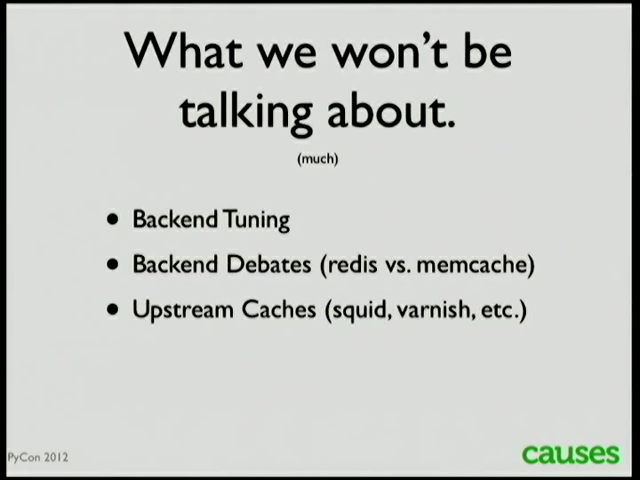 What we won't be
talking about.
(much)
• Backend Tuning
• Backend Debates (redis vs. memcache)
• Upstream Caches (squid, varnish, etc.)
PyCon 2012
causes